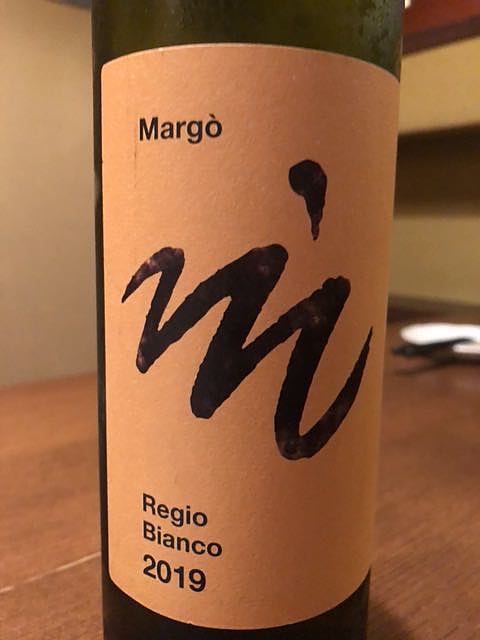 Margò
m̀
Regio
Bianco
2019